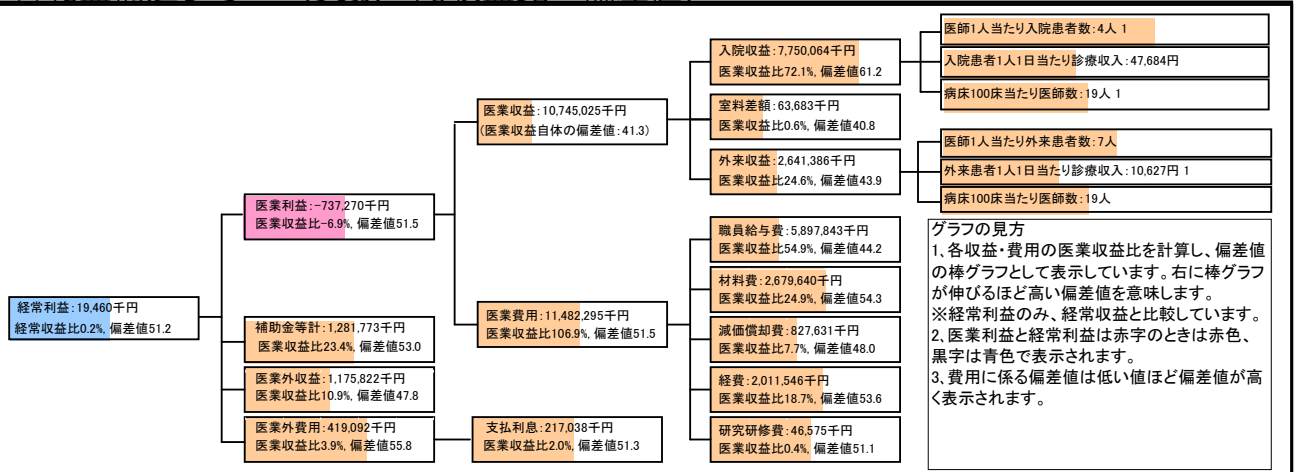 経常利益:19,460千円
経常収益比0.2%, 偏差値51.2
医業利益:-737,270千円
医業収益比-6.9%, 偏差値51.5
補助金等計:1,281,773千円
医業収益比23.4%, 偏差値53.0
医業外収益:1,175,822千円
医業収益比10.9%, 偏差値47.8
医業外費用:419,092千円
医業収益比3.9%, 偏差値55.8
医業収益:10,745,025千円
(医業収益自体の偏差値:41.3)
医業費用:11,482,295千円
医業収益比106.9%, 偏差値51.5
支払利息:217,038千円
医業収益比2.0%, 偏差値51.3
入院収益:7,750,064千円
医業収益比72.1%, 偏差値61.2
室料差額:63,683千円
医業収益比0.6%, 偏差値40.8
外来収益:2,641,386千円
医業収益比24.6%, 偏差値43.9
職員給与費:5,897,843千円
医業収益比54.9%, 偏差値44.2
材料費:2,679,640千円
医業収益比24.9%, 偏差値54.3
減価償却費:827,631千円
医業収益比7.7%, 偏差値48.0
経費:2,011,546千円
医業収益比18.7%, 偏差値53.6
研究研修費:46,575千円
医業収益比0.4%, 偏差値51.1
医師1人当たり入院患者数:4人 1
入院患者1人1日当たり診療収入:47,684円
病床100床当たり医師数:19人 1
医師1人当たり外来患者数:7人
外来患者1人1日当たり診療収入:10,627円 1
病床100床当たり医師数:19人
グラフの見方
1、各収益・費用の医業収益比を計算し、偏差値
の棒グラフとして表示しています。右に棒グラフ
が伸びるほど高い偏差値を意味します。
※経常利益のみ、経常収益と比較しています。
2、医業利益と経常利益は赤字のときは赤色、
黒字は青色で表示されます。
3、費用に係る偏差値は低い値ほど偏差値が高
く表示されます。